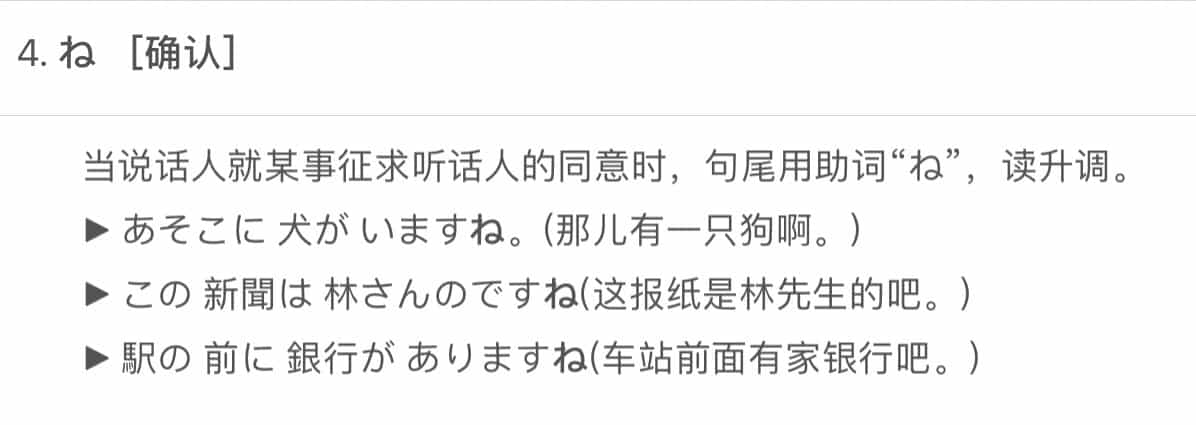 4. ね [确认]
当说话人就某事征求听话人的同意时，句尾用助词“ね”，读升调。
▶ あそこに 犬が いますね。(那儿有一只狗啊。)
▶ この 新聞は 林さんのですね(这报纸是林先生的吧。)
▶ 駅の 前に 銀行が ありますね(车站前面有家银行吧。)